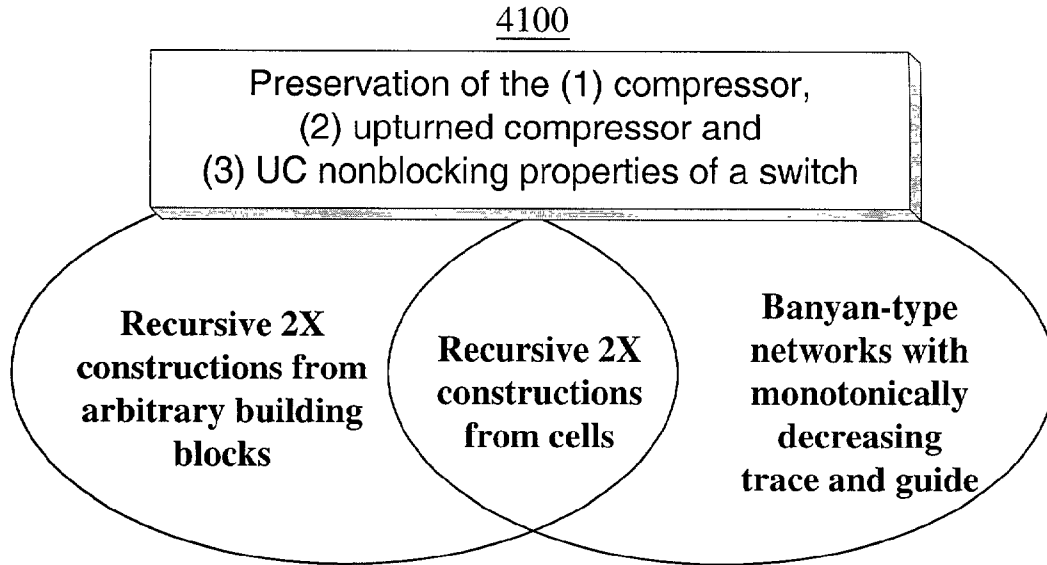 4100
Preservation of the (1) compressor,
(2) upturned compressor and
(3) UC nonblocking properties of a switch
Recursive 2X
constructions from
arbitrary building
blocks
Recursive 2X
constructions
from cells
Banyan-type
networks with
monotonically
decreasing
trace and guide